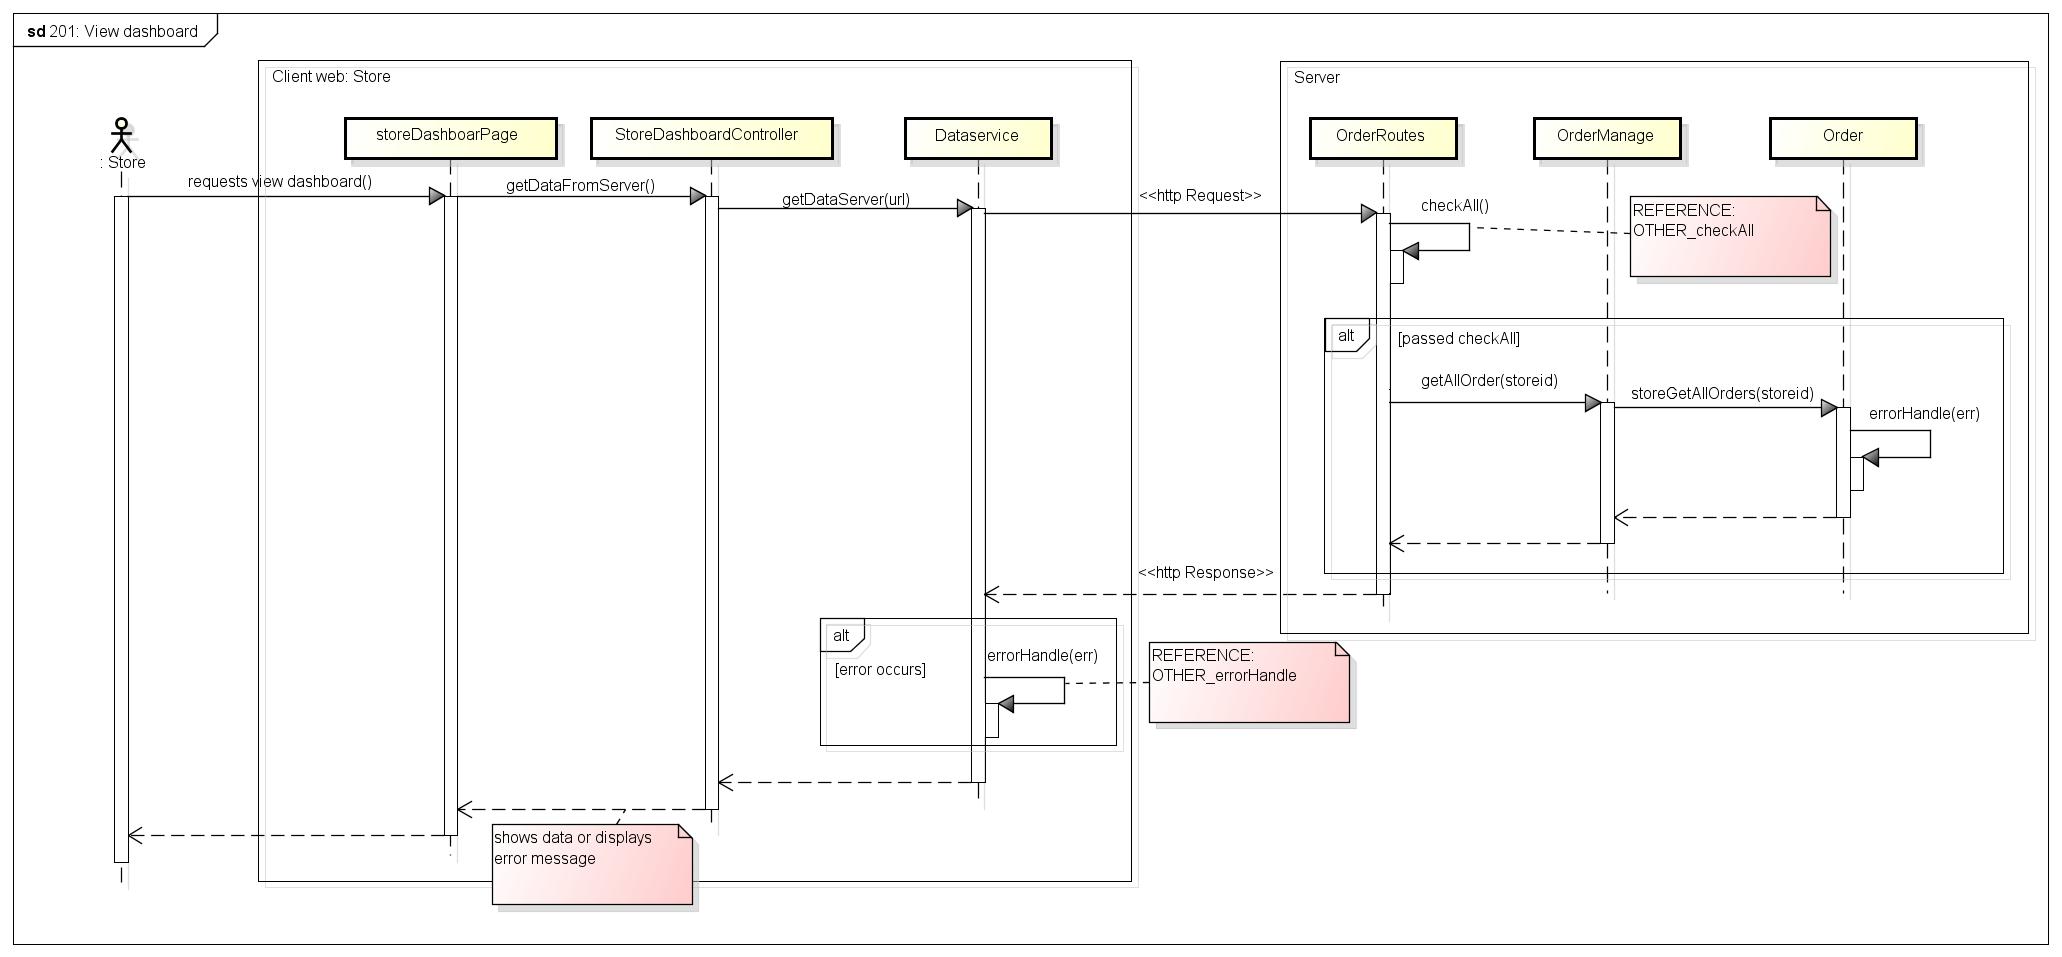 sd 201: View dashboard
Client web: Store
Server
: Store
storeDashboarPage
StoreDashboardController
Dataservice
OrderRoutes
OrderManage
Order
requests view dashboard()
getDataFromServer()
getDataServer(url)
<<http Request>>
checkAll()
REFERENCE:
OTHER_checkAll
alt
[passed checkAll]
getAllOrder(storeid)
storeGetAllOrders(storeid)
errorHandle(err)
<<http Response>>
alt
[error occurs]
errorHandle(err)
REFERENCE:
OTHER_errorHandle
shows data or displays
error message